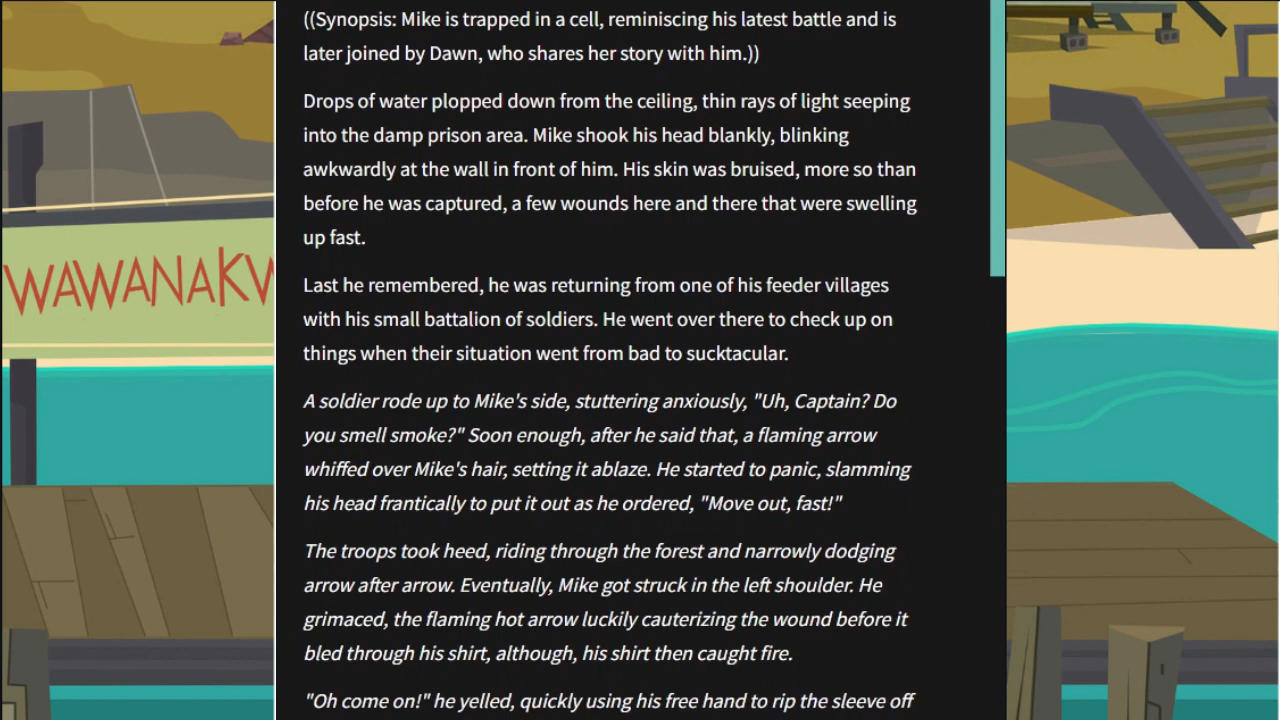 ((Synopsis: Mike is trapped in a cell, reminiscing his latest battle and is
later joined by Dawn, who shares her story with him.))
Drops of water plopped down from the ceiling, thin rays of light seeping
into the damp prison area. Mike shook his head blankly, blinking
awkwardly at the wall in front of him. His skin was bruised, more so than
before he was captured, a few wounds here and there that were swelling
up fast.
Last he remembered, he was returning from one of his feeder villages
with his small battalion of soldiers. He went over there to check up on
things when their situation went from bad to sucktacular.
A soldier rode up to Mike's side, stuttering anxiously, "Uh, Captain? Do
you smell smoke?" Soon enough, after he said that, a flaming arrow
whiffed over Mike's hair, setting it ablaze. He started to panic, slamming
his head frantically to put it out as he ordered, "Move out, fast!"
The troops took heed, riding through the forest and narrowly dodging
arrow after arrow. Eventually, Mike got struck in the left shoulder. He
grimaced, the flaming hot arrow luckily cauterizing the wound before it
bled through his shirt, although, his shirt then caught fire.
"Oh come on!" he yelled, quickly using his free hand to rip the sleeve off
WAWANAKW